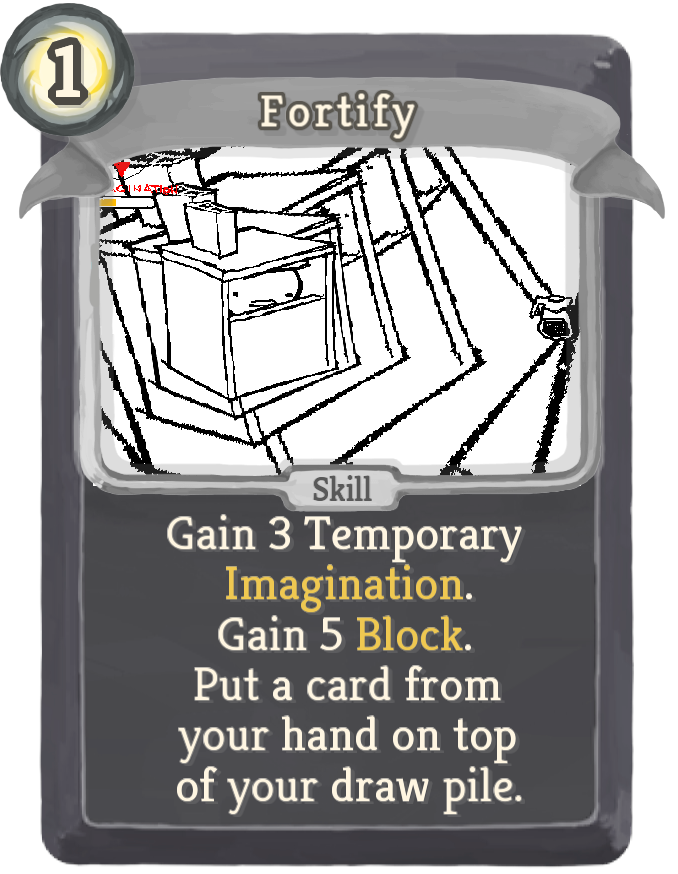 1
Fortify
Skill
Gain 3 Temporary
Imagination.
Gain 5 Block.
Put a card from
your hand on top
of your draw pile.